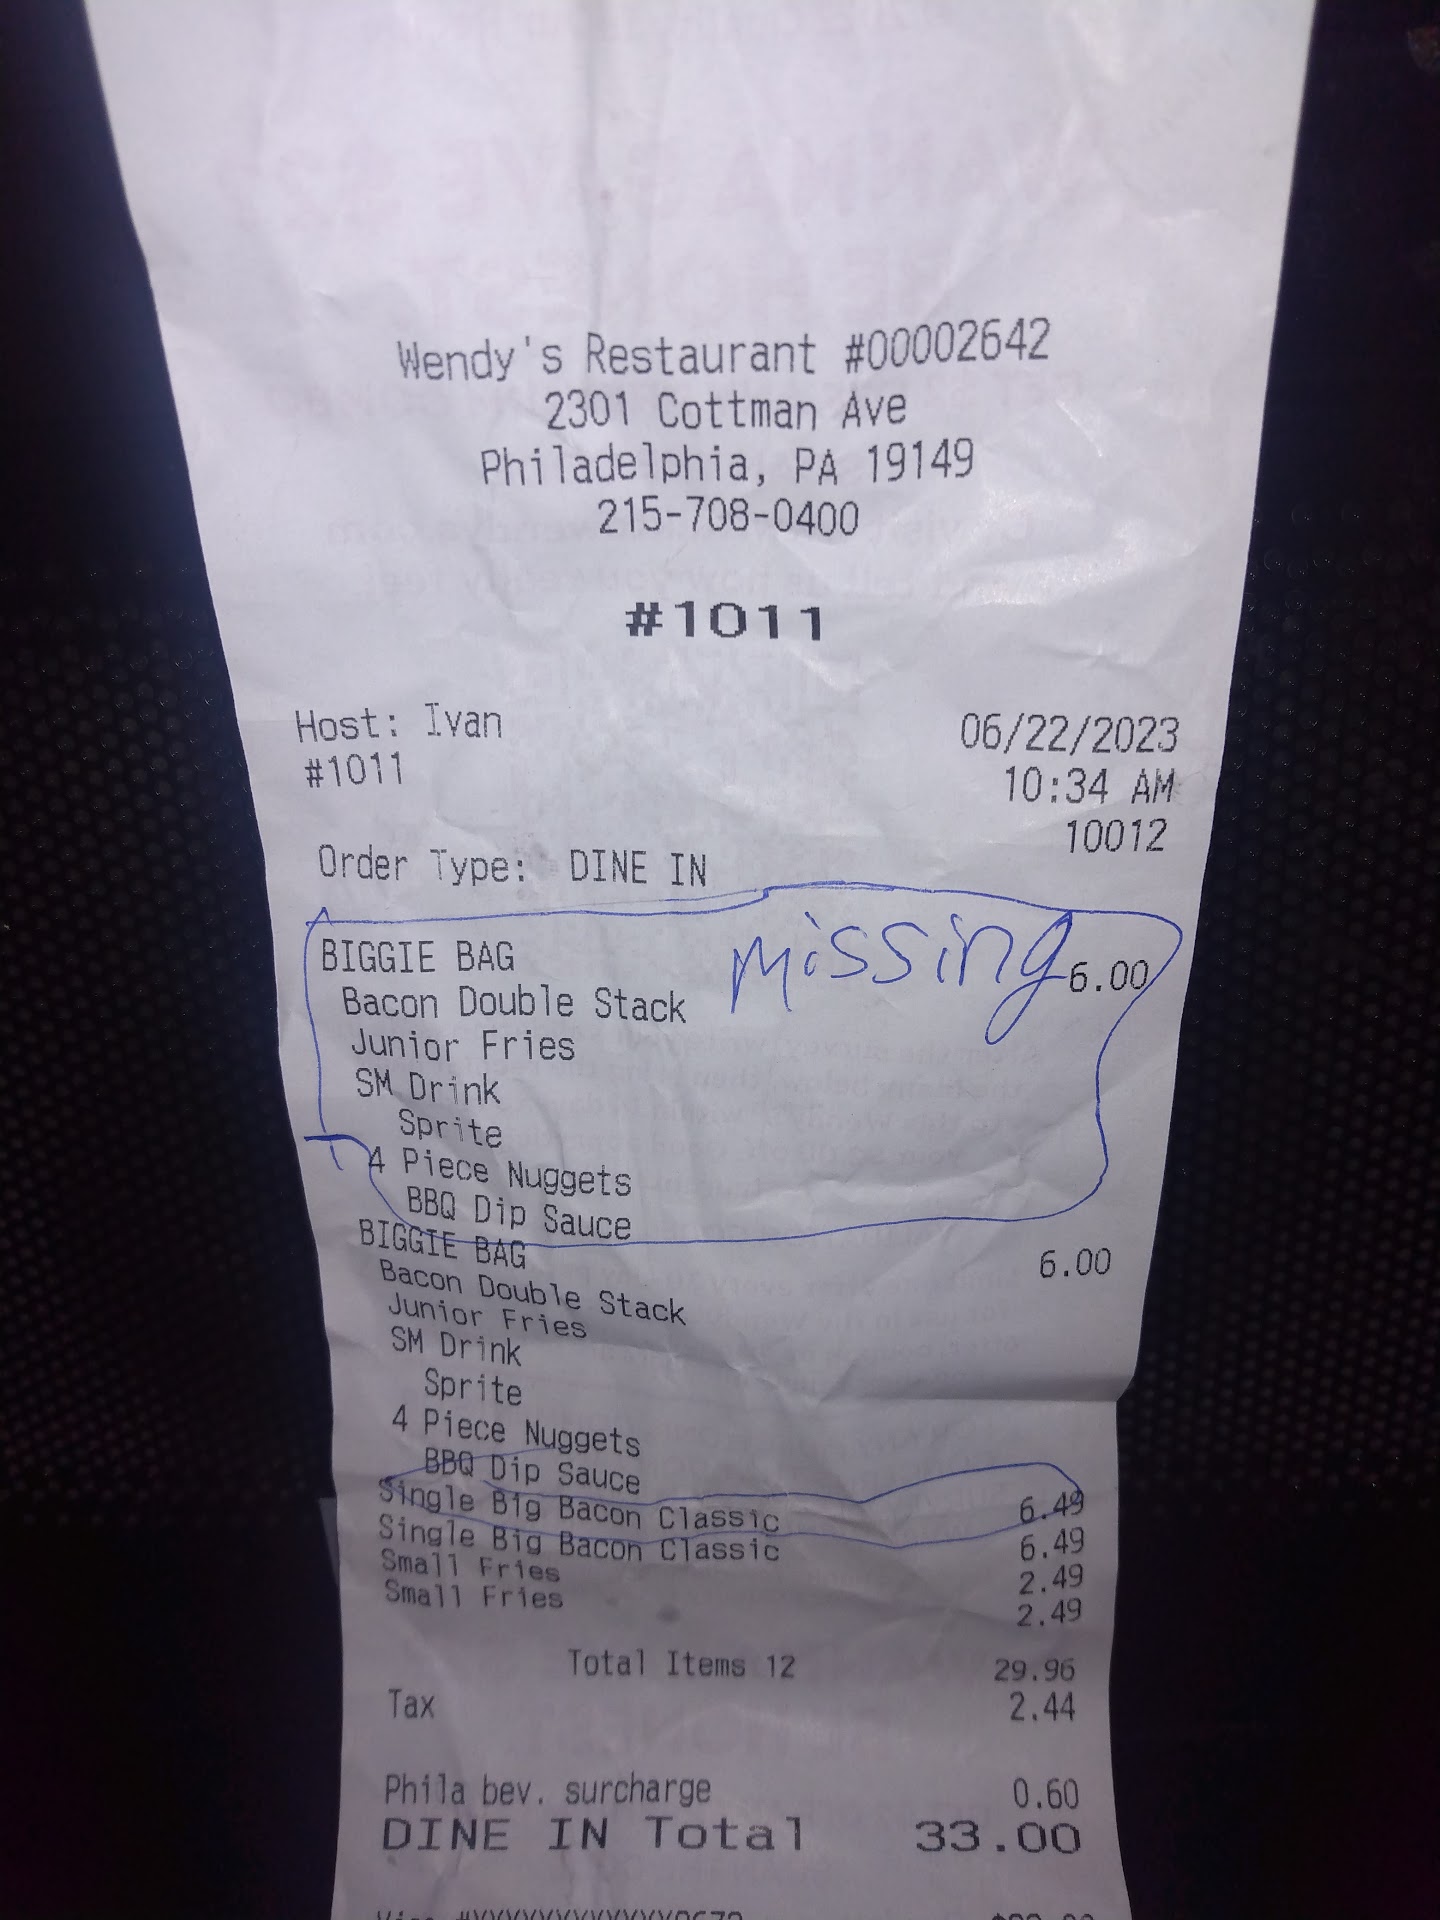 Wendy's Restaurant #00002642
2301 Cottman Ave
Philadelphia, PA 19149
215-708-0400
#1011
Host: Ivan 06/22/2023
#1011 10:34 AM
10012
Order Type: DINE IN
Missing
BIGGIE BAG 6.00
Bacon Double Stack
Junior Fries
SM Drink
Sprite
4 Piece Nuggets
BBQ Dip Sauce
BIGGIE BAG 6.00
Bacon Double Stack
Junior Fries
SM Drink
Sprite
4 Piece Nuggets
BBQ Dip Sauce
Single Big Bacon Classic 6.49
Single Big Bacon Classic 6.49
Small Fries 2.49
Small Fries 2.49
Total Items 12 29.96
Tax 2.44
Phila bev. surcharge 0.60
DINE IN Total 33.00